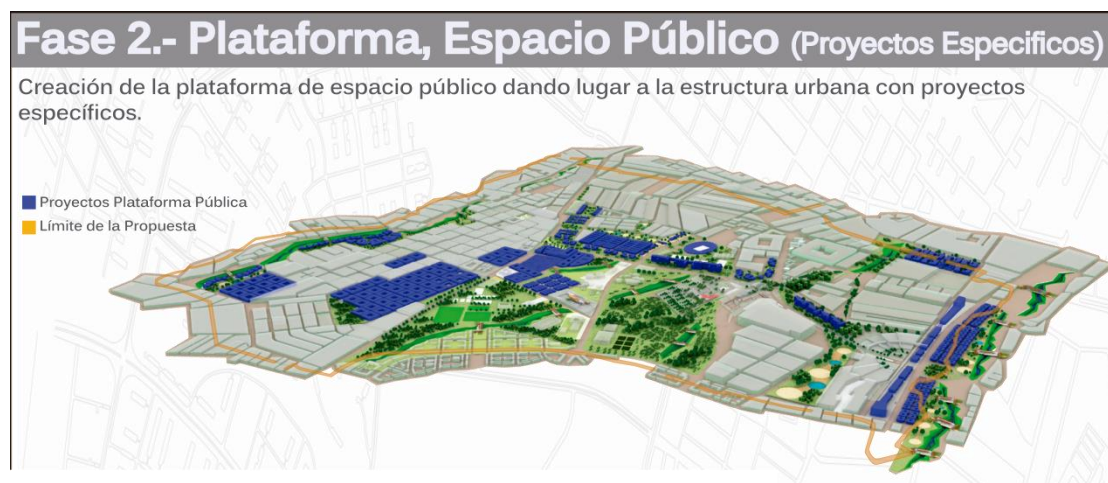 Fase 2.- Plataforma, Espacio Público (Proyectos Especificos)
Creación de la plataforma de espacio público dando lugar a la estructura urbana con proyectos
específicos.
Proyectos Plataforma Pública
Límite de la Propuesta